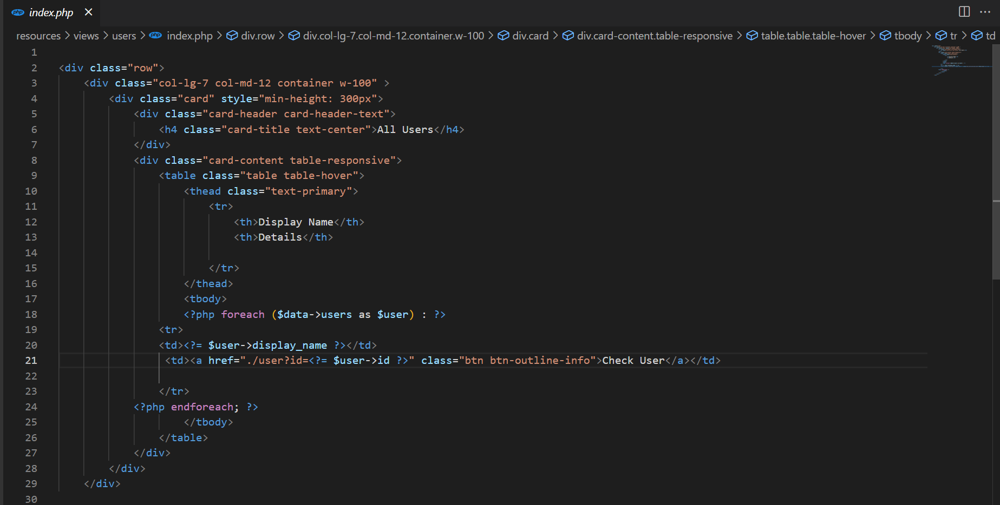 php index.php ×
resources > views > users > php index.php > div.row > div.col-lg-7.col-md-12.container.w-100 > div.card > div.card-content.table-responsive > table.table.table-hover > tbody > tr > td
1
2 <div class="row">
3 <div class="col-lg-7 col-md-12 container w-100" >
4 <div class="card" style="min-height: 300px">
5 <div class="card-header card-header-text">
6 <h4 class="card-title text-center">All Users</h4>
7 </div>
8 <div class="card-content table-responsive">
9 <table class="table table-hover">
10 <thead class="text-primary">
11 <tr>
12 <th>Display Name</th>
13 <th>Details</th>
14
15 </tr>
16 </thead>
17 <tbody>
18 <?php foreach ($data->users as $user) : ?>
19 <tr>
20 <td><?= $user->display_name ?></td>
21 <td><a href="./user?id=<?= $user->id ?>" class="btn btn-outline-info">Check User</a></td>
22
23 </tr>
24 <?php endforeach; ?>
25 </tbody>
26 </table>
27 </div>
28 </div>
29 </div>
30